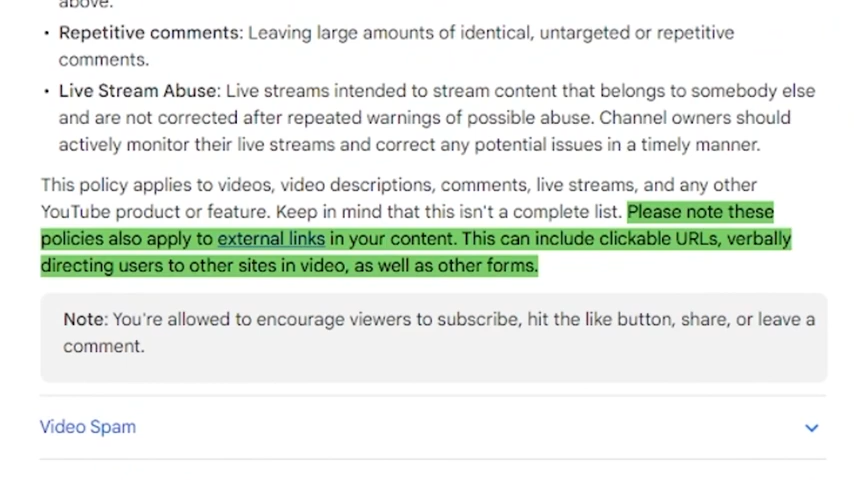 above.
• Repetitive comments: Leaving large amounts of identical, untargeted or repetitive
comments.
• Live Stream Abuse: Live streams intended to stream content that belongs to somebody else
and are not corrected after repeated warnings of possible abuse. Channel owners should
actively monitor their live streams and correct any potential issues in a timely manner.
This policy applies to videos, video descriptions, comments, live streams, and any other
YouTube product or feature. Keep in mind that this isn't a complete list. Please note these
policies also apply to external links in your content. This can include clickable URLs, verbally
directing users to other sites in video, as well as other forms.
Note: You're allowed to encourage viewers to subscribe, hit the like button, share, or leave a
comment.
Video Spam